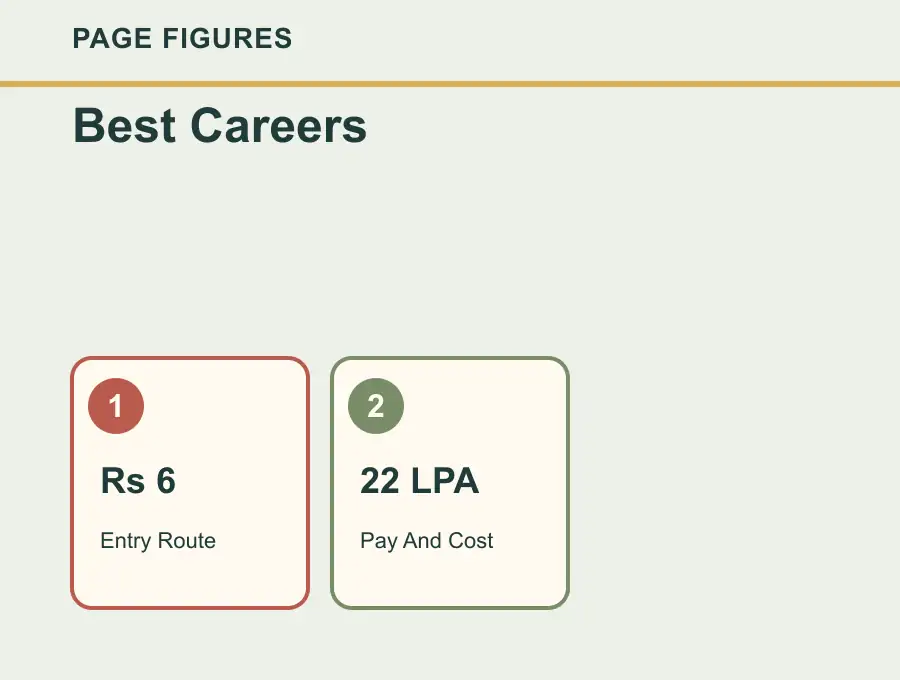 PAGE FIGURES
Best Careers
1
Rs 6
Entry Route
2
22 LPA
Pay And Cost